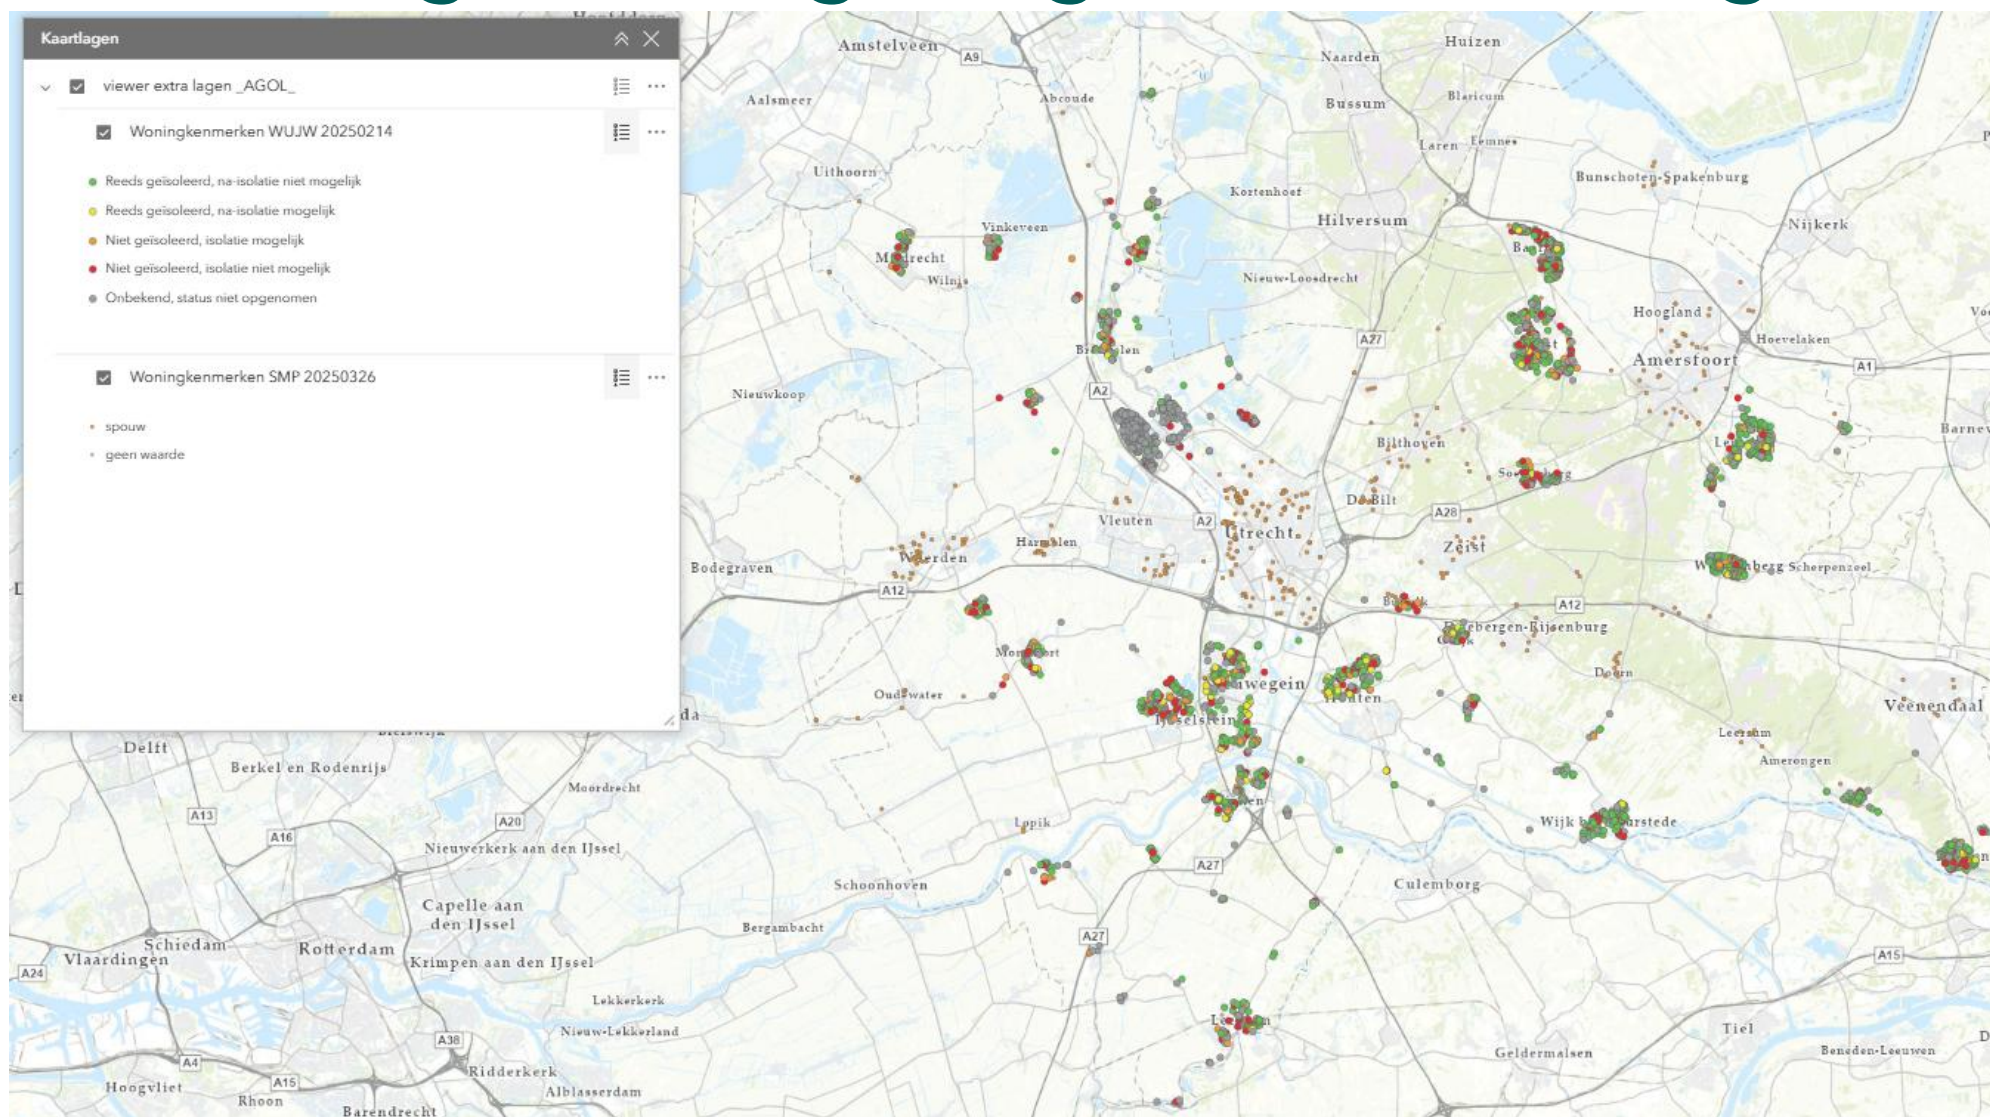 Kaartlagen
viewer extra lagen _AGOL_
Woningkenmerken WUJW 20250214
Reeds geïsoleerd, na-isolatie niet mogelijk
Reeds geïsoleerd, na-isolatie mogelijk
Niet geïsoleerd, isolatie mogelijk
Niet geïsoleerd, isolatie niet mogelijk
Onbekend, status niet opgenomen
Woningkenmerken SMP 20250326
spouw
geen waarde
Amstelveen
A9
Naarden
Huizen
Aalsmeer
Abcoude
Bussum
Blaricum
Laren
Eemnes
Uithoorn
Kortenhoef
Bunschoten-Spakenburg
Hilversum
Nijkerk
Vinkeveen
Wilnis
Nieuw-Loosdrecht
Hoogland
A27
Hoevelaken
Amersfoort
A1
A2
Nieuwkoop
Bilthoven
Barnev
De Bilt
Vleuten
A2
Utrecht
A28
Zeist
Harmelen
Woerden
Bodegraven
Scherpenzeel
A12
A12
Oudewater
Doorn
Veenendaal
Leersum
Amerongen
Delft
Berkel en Rodenrijs
Moordrecht
A13
A16
A20
Nieuwerkerk aan den IJssel
Lopik
A27
Schoonhoven
Culemborg
Capelle aan
den IJssel
Bergambacht
A27
Schiedam
Vlaardingen
Rotterdam
Krimpen aan den IJssel
A24
A15
Lekkerkerk
Nieuw-Lekkerland
A38
Tiel
Geldermalsen
Beneden-Leeuwen
A4
Hoogvliet
A15
Rhoon
Ridderkerk
Alblasserdam
Barendrecht